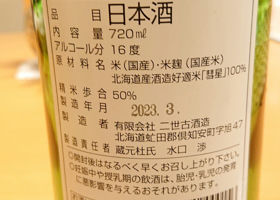 品目 日本酒
内容量 720ml
アルコール分 16度
原材料名 米(国産)・米麹(国産米)
北海道産酒造好適米「彗星」100%
精米歩合 50%
製造年月 2023.3.
製造者 有限会社 二世古酒造
北海道虻田郡倶知安町字旭47
製造責任者 蔵元杜氏 水口 渉
○開封後はなるべく早くお召し上がり下さい。
○妊娠中や授乳期の飲酒は、胎児・乳児の発育
に悪影響を与えるおそれがあります。